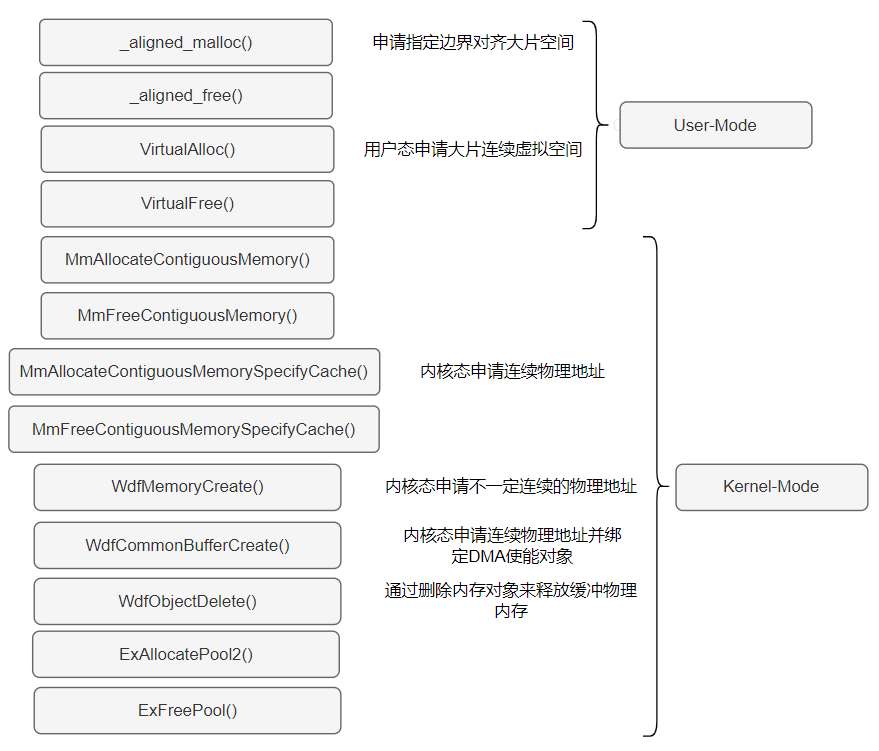 _aligned_malloc()
申请指定边界对齐大片空间
_aligned_free()
User-Mode
VirtualAlloc()
用户态申请大片连续虚拟空间
VirtualFree()
MmAllocateContiguousMemory()
MmFreeContiguousMemory()
MmAllocateContiguousMemorySpecifyCache()
内核态申请连续物理地址
MmFreeContiguousMemorySpecifyCache()
WdfMemoryCreate()
内核态申请不一定连续的物理地址
Kernel-Mode
WdfCommonBufferCreate()
内核态申请连续物理地址并绑
定DMA使能对象
WdfObjectDelete()
通过删除内存对象来释放缓冲物理
内存
ExAllocatePool2()
ExFreePool()